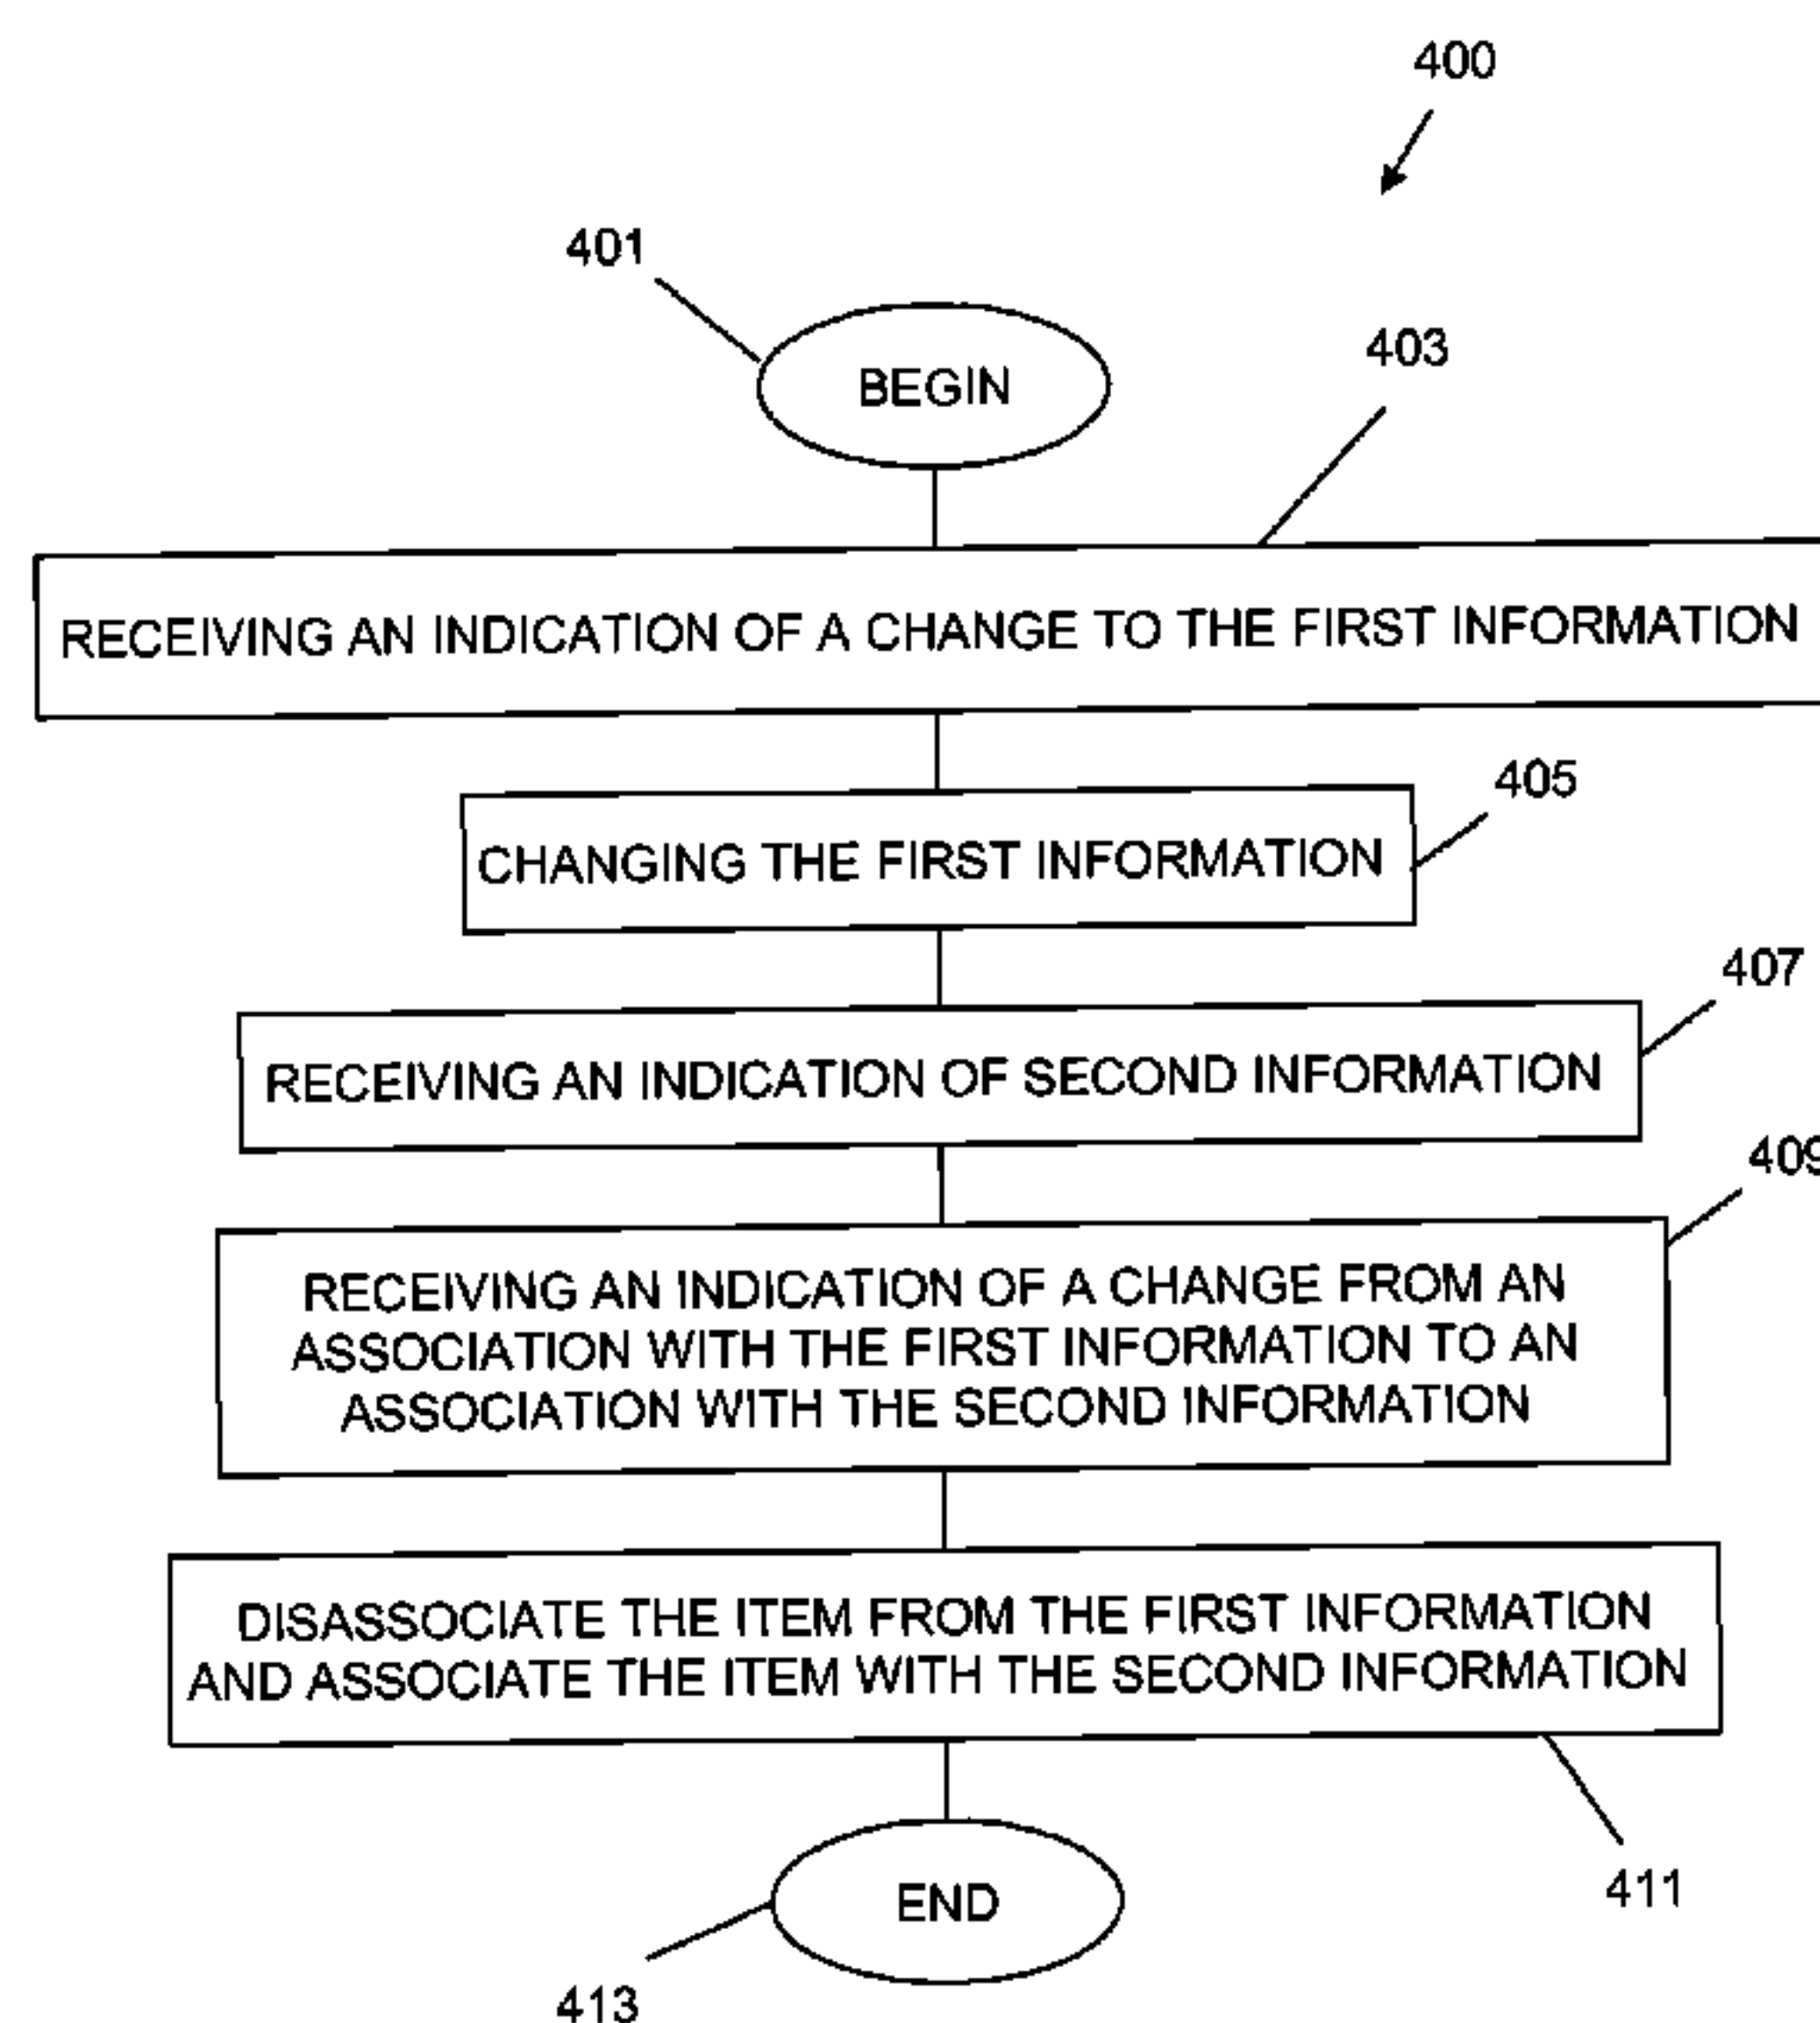 400
401
BEGIN
403
RECEIVING AN INDICATION OF A CHANGE TO THE FIRST INFORMATION
405
CHANGING THE FIRST INFORMATION
407
RECEIVING AN INDICATION OF SECOND INFORMATION
409
RECEIVING AN INDICATION OF A CHANGE FROM AN
ASSOCIATION WITH THE FIRST INFORMATION TO AN
ASSOCIATION WITH THE SECOND INFORMATION
DISASSOCIATE THE ITEM FROM THE FIRST INFORMATION
AND ASSOCIATE THE ITEM WITH THE SECOND INFORMATION
411
END
413